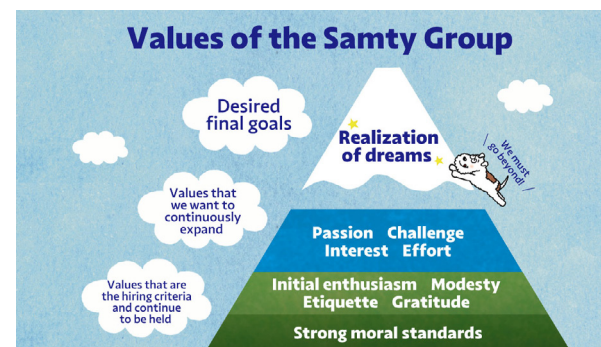 Values of the Samty Group
Desired
final goals
Realization
of dreams
We must
go beyond!
Values that
we want to
continuously
expand
Passion Challenge
Interest Effort
Values that are
the hiring criteria
and continue
to be held
Initial enthusiasm Modesty
Etiquette Gratitude
Strong moral standards